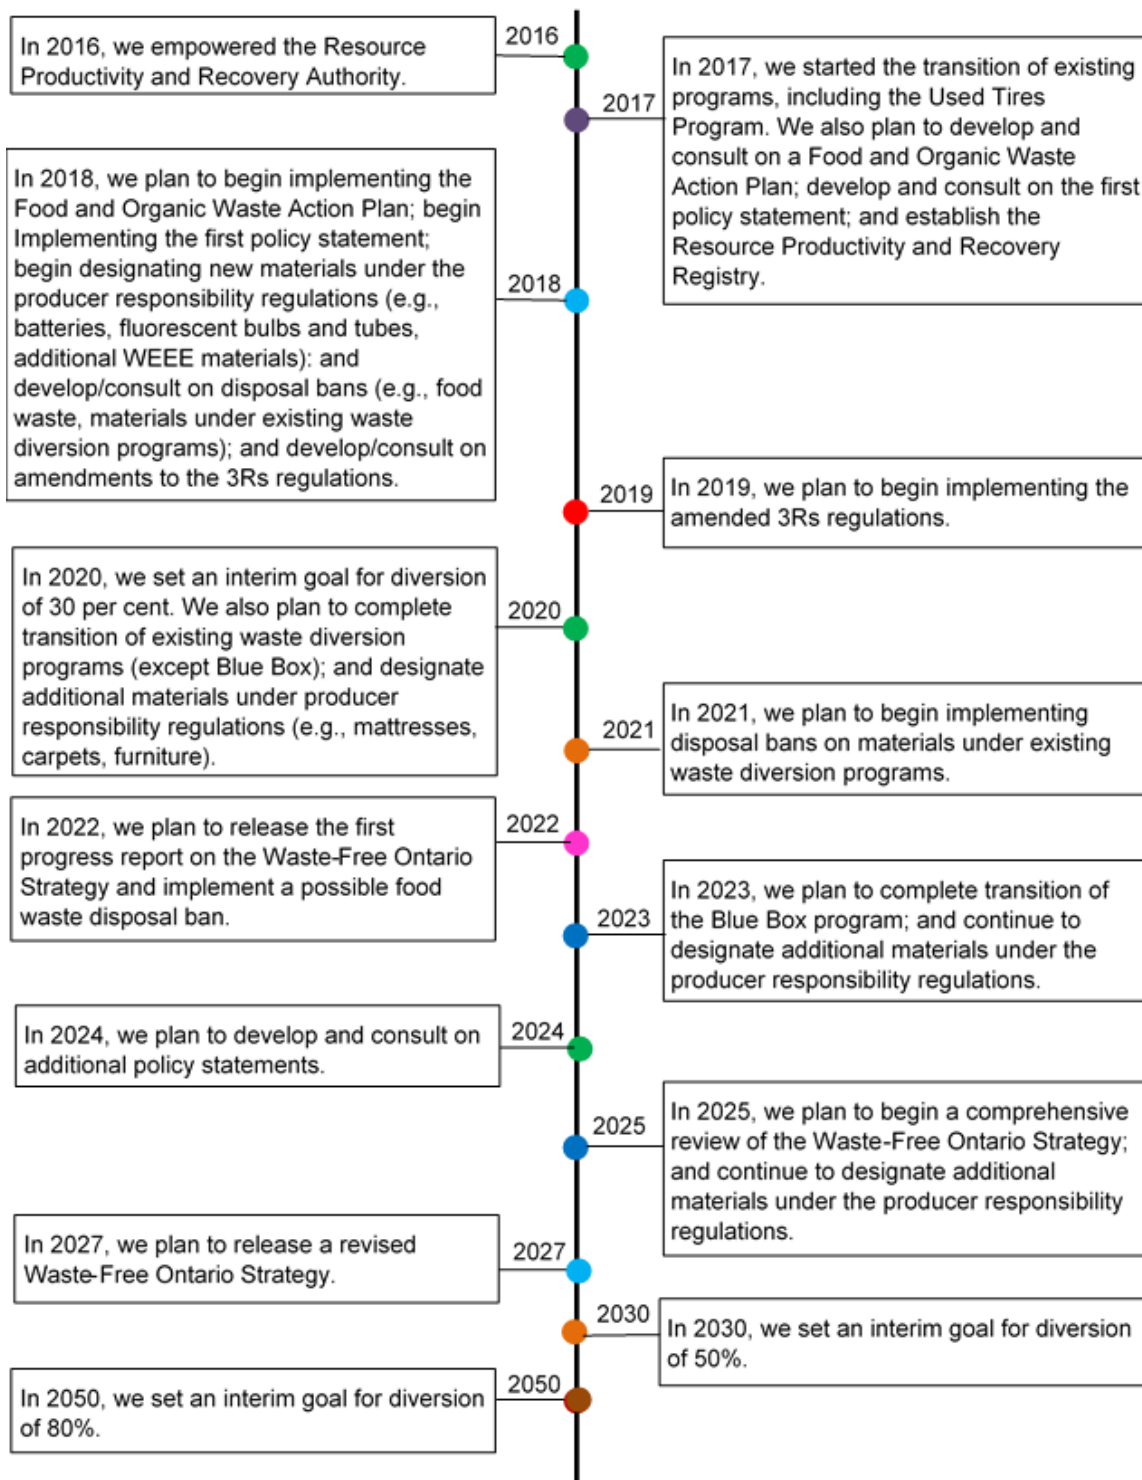 2016
In 2016, we empowered the Resource
Productivity and Recovery Authority.
2017
In 2017, we started the transition of existing
programs, including the Used Tires
Program. We also plan to develop and
consult on a Food and Organic Waste
Action Plan; develop and consult on the first
policy statement; and establish the
Resource Productivity and Recovery
Registry.
2018
In 2018, we plan to begin implementing the
Food and Organic Waste Action Plan; begin
Implementing the first policy statement;
begin designating new materials under the
producer responsibility regulations (e.g.,
batteries, fluorescent bulbs and tubes,
additional WEEE materials): and
develop/consult on disposal bans (e.g., food
waste, materials under existing waste
diversion programs); and develop/consult on
amendments to the 3Rs regulations.
2019
In 2019, we plan to begin implementing the
amended 3Rs regulations.
2020
In 2020, we set an interim goal for diversion
of 30 per cent. We also plan to complete
transition of existing waste diversion
programs (except Blue Box); and designate
additional materials under producer
responsibility regulations (e.g., mattresses,
carpets, furniture).
2021
In 2021, we plan to begin implementing
disposal bans on materials under existing
waste diversion programs.
2022
In 2022, we plan to release the first
progress report on the Waste-Free Ontario
Strategy and implement a possible food
waste disposal ban.
2023
In 2023, we plan to complete transition of
the Blue Box program; and continue to
designate additional materials under the
producer responsibility regulations.
2024
In 2024, we plan to develop and consult on
additional policy statements.
2025
In 2025, we plan to begin a comprehensive
review of the Waste-Free Ontario Strategy;
and continue to designate additional
materials under the producer responsibility
regulations.
2027
In 2027, we plan to release a revised
Waste-Free Ontario Strategy.
2030
In 2030, we set an interim goal for diversion
of 50%.
2050
In 2050, we set an interim goal for diversion
of 80%.